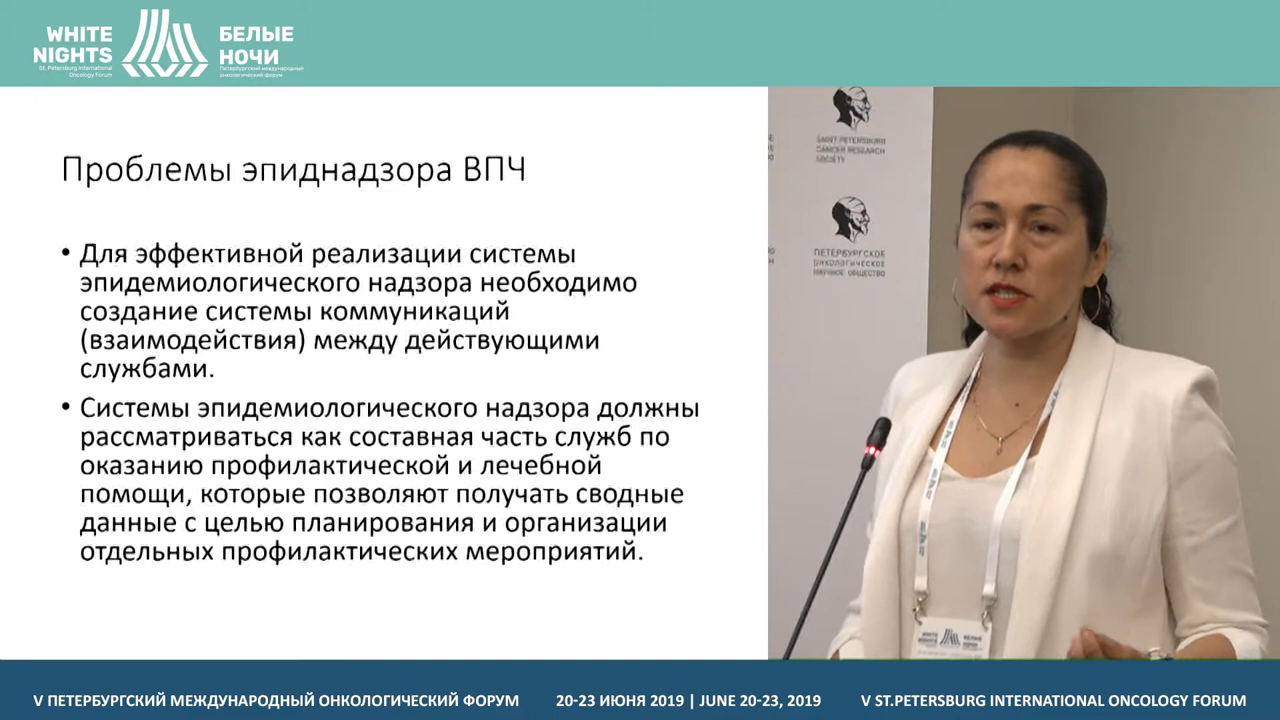 WHITE
NIGHTS
St. Petersburg International
Oncology Forum
БЕЛЫЕ
НОЧИ
Петербургский международный
онкологический форум
Проблемы эпиднадзора ВПЧ
• Для эффективной реализации системы
эпидемиологического надзора необходимо
создание системы коммуникаций
(взаимодействия) между действующими
службами.
• Системы эпидемиологического надзора должны
рассматриваться как составная часть служб по
оказанию профилактической и лечебной
помощи, которые позволяют получать сводные
данные с целью планирования и организации
отдельных профилактических мероприятий.
SAINT PETERSBURG
CANCER RESEARCH
SOCIETY
ПЕТЕРБУРГСКОЕ
ОНКОЛОГИЧЕСКОЕ
НАУЧНОЕ ОБЩЕСТВО
WHITE
NIGHTS
БЕЛЫЕ
НОЧИ
V ПЕТЕРБУРГСКИЙ МЕЖДУНАРОДНЫЙ ОНКОЛОГИЧЕСКИЙ ФОРУМ
20-23 ИЮНЯ 2019 | JUNE 20-23, 2019
V ST.PETERSBURG INTERNATIONAL ONCOLOGY FORUM